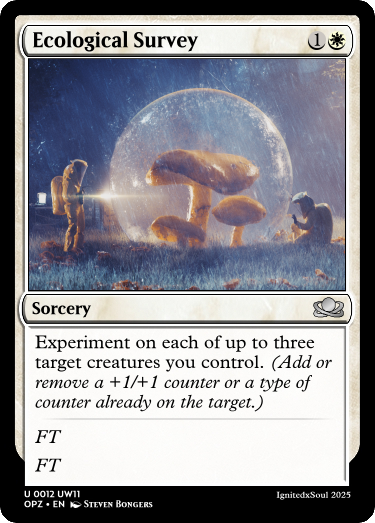 Ecological Survey
1
Sorcery
Experiment on each of up to three
target creatures you control. (Add or
remove a +1/+1 counter or a type of
counter already on the target.)
FT
FT
U 0012 UW11
OPZ • EN Steven Bongers
IgnitedxSoul 2025